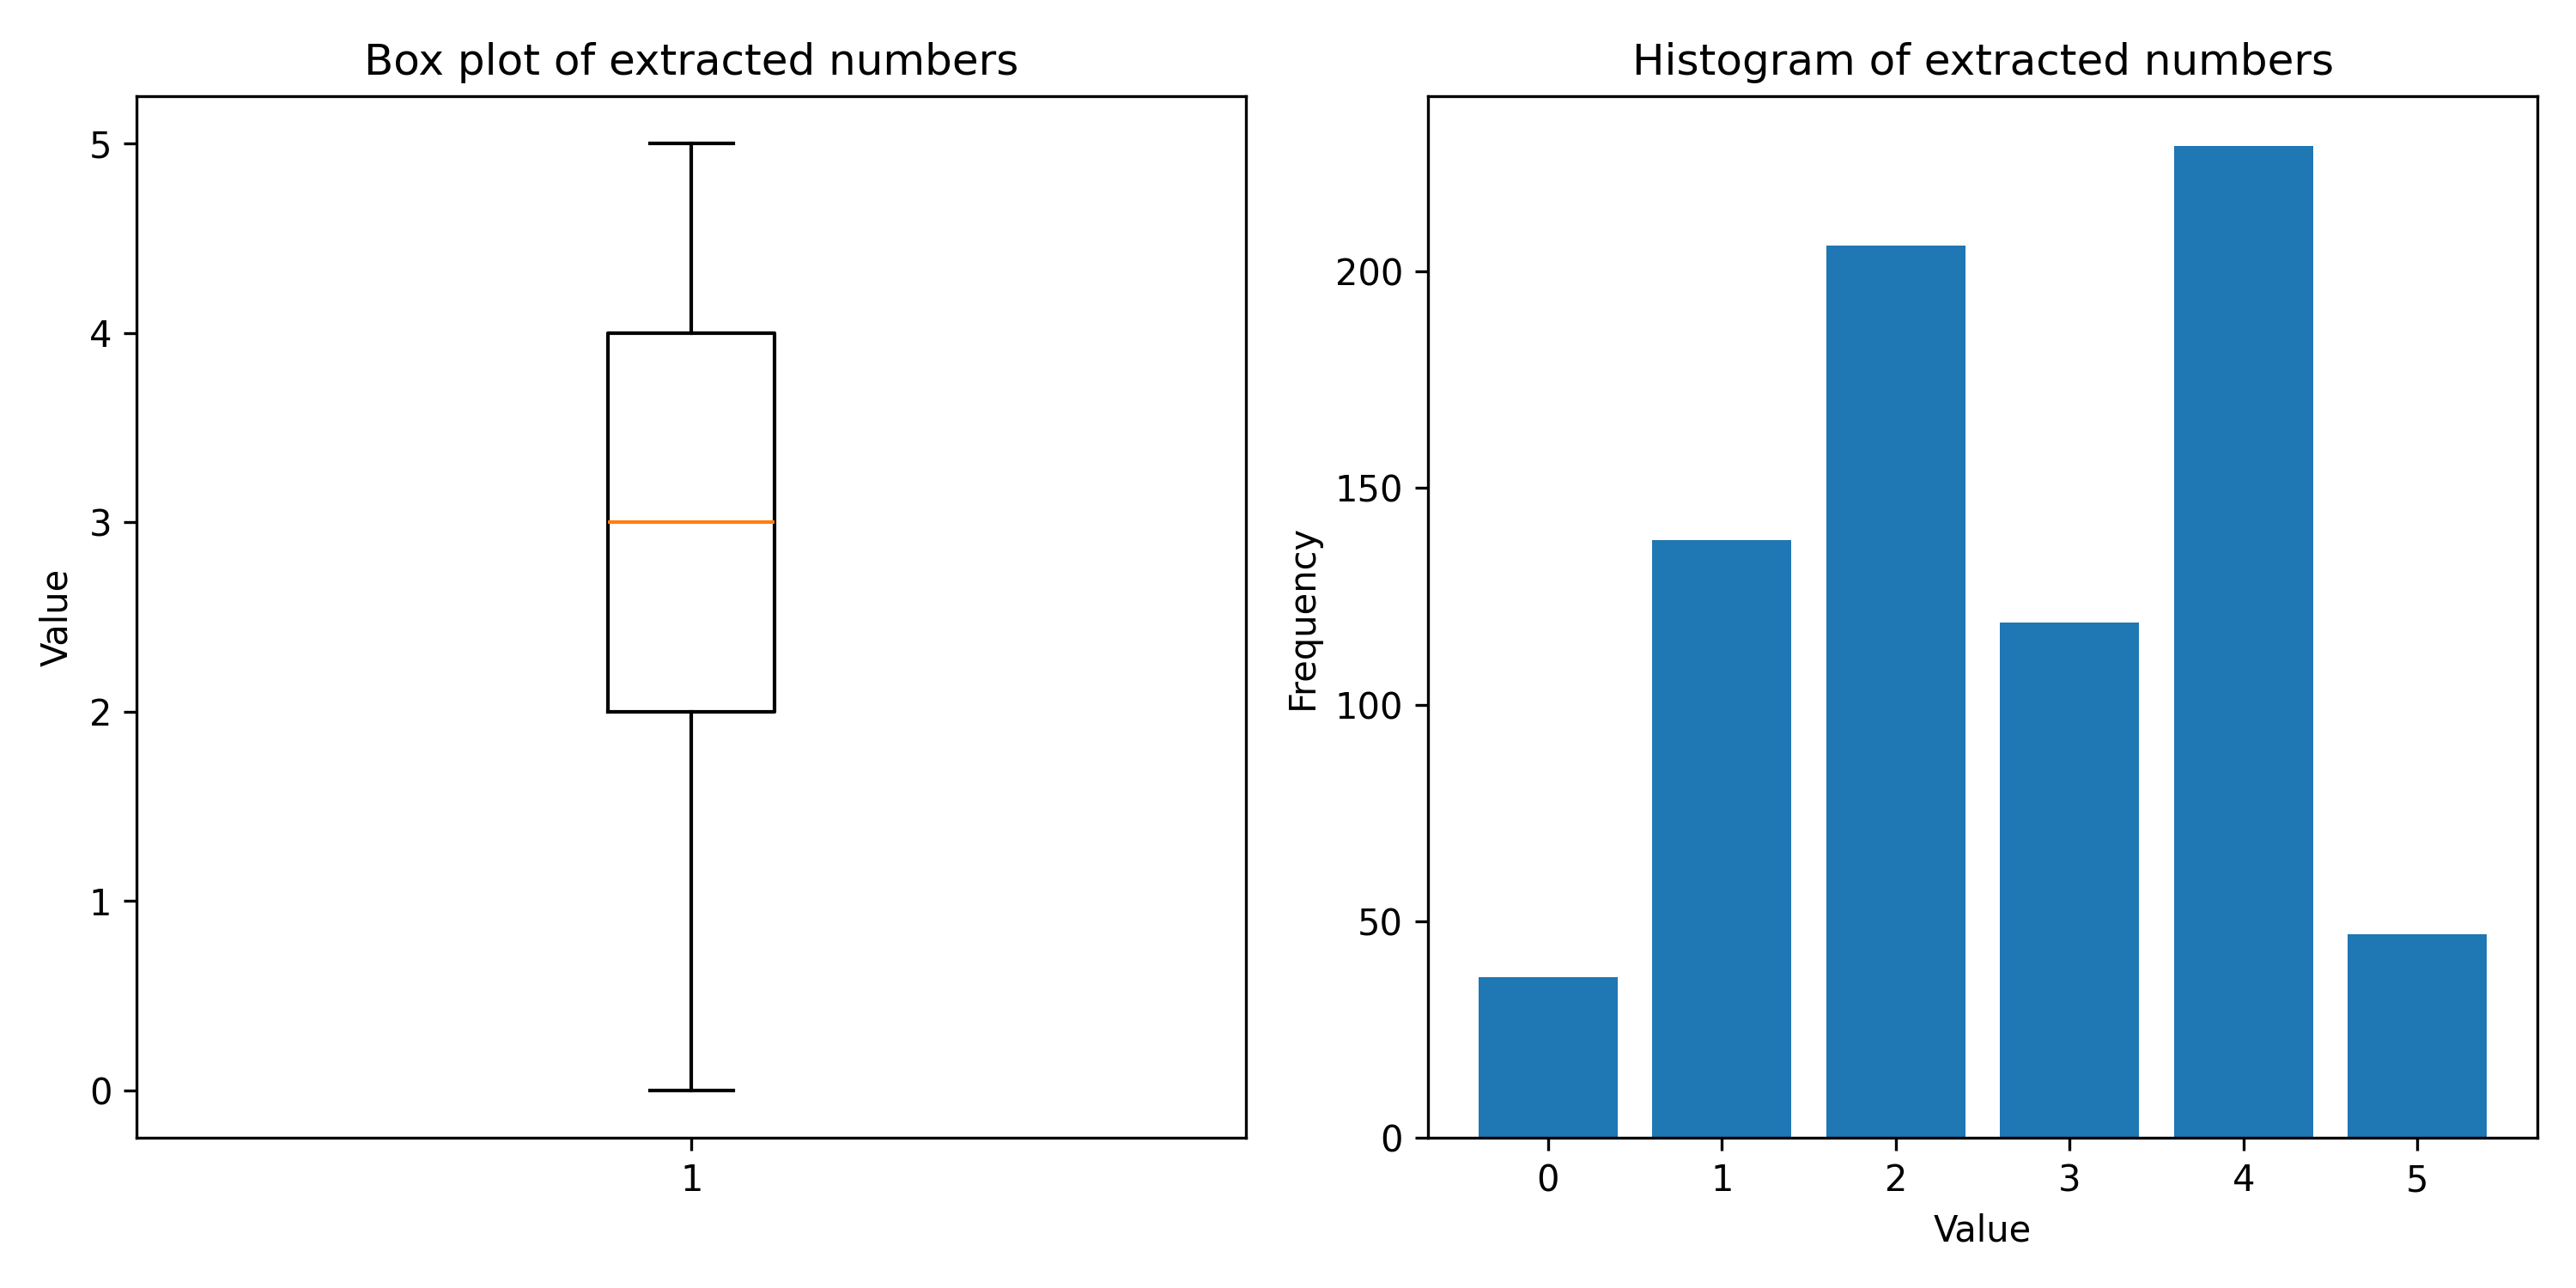 Box plot of extracted numbers
Value
5
4
3
2
1
0
1
Histogram of extracted numbers
Frequency
200
150
100
50
0
0 1 2 3 4 5
Value